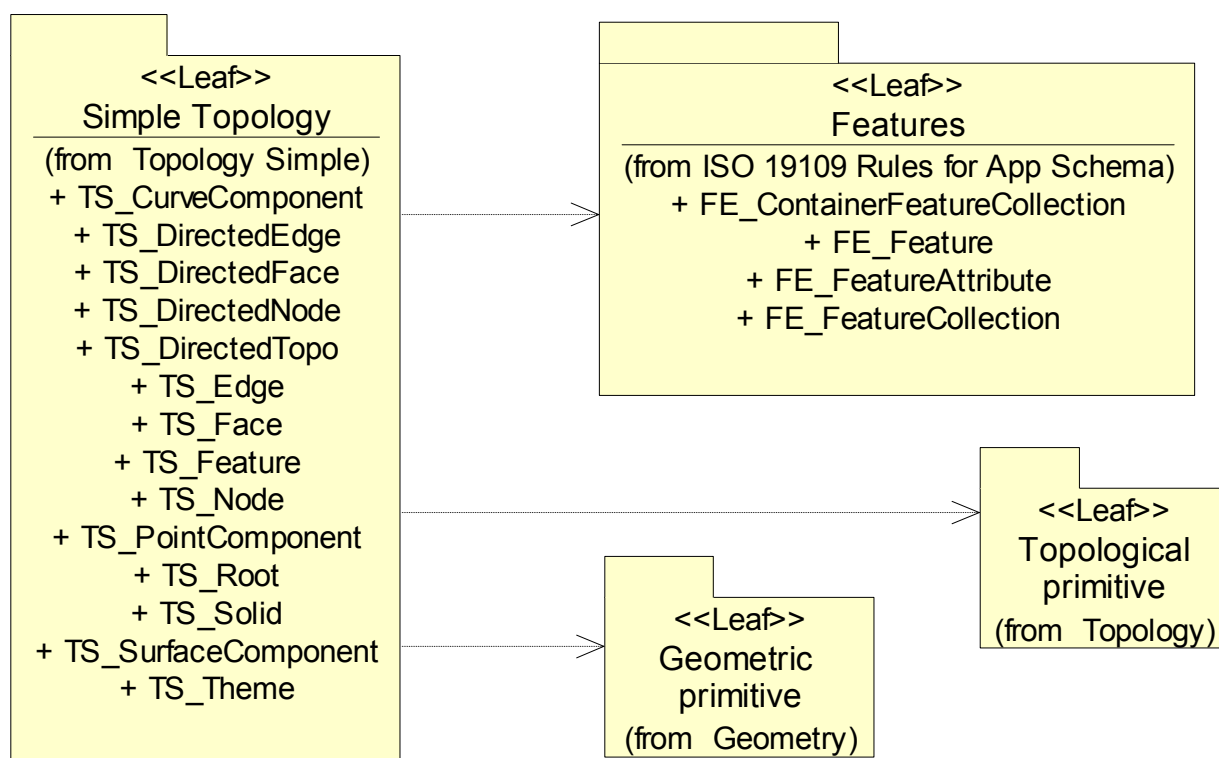 <<Leaf>>
Simple Topology
(from Topology Simple)
+ TS_CurveComponent
+ TS_DirectedEdge
+ TS_DirectedFace
+ TS_DirectedNode
+ TS_DirectedTopo
+ TS_Edge
+ TS_Face
+ TS_Feature
+ TS_Node
+ TS_PointComponent
+ TS_Root
+ TS_Solid
+ TS_SurfaceComponent
+ TS_Theme
<<Leaf>>
Features
(from ISO 19109 Rules for App Schema)
+ FE_ContainerFeatureCollection
+ FE_Feature
+ FE_FeatureAttribute
+ FE_FeatureCollection
<<Leaf>>
Topological
primitive
(from Topology)
<<Leaf>>
Geometric
primitive
(from Geometry)